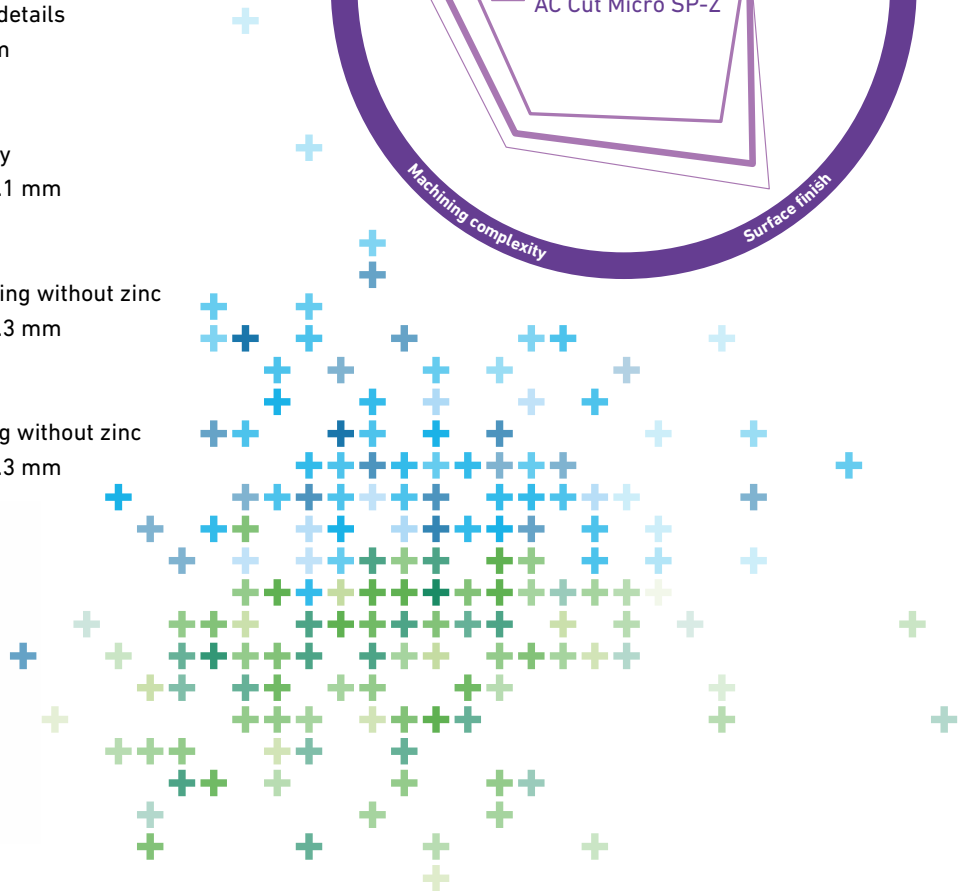 details
AC Cut Micro SP-Z
.1 mm
ing without zinc
.3 mm
g without zinc
.3 mm
Machining complexity
Surface finish